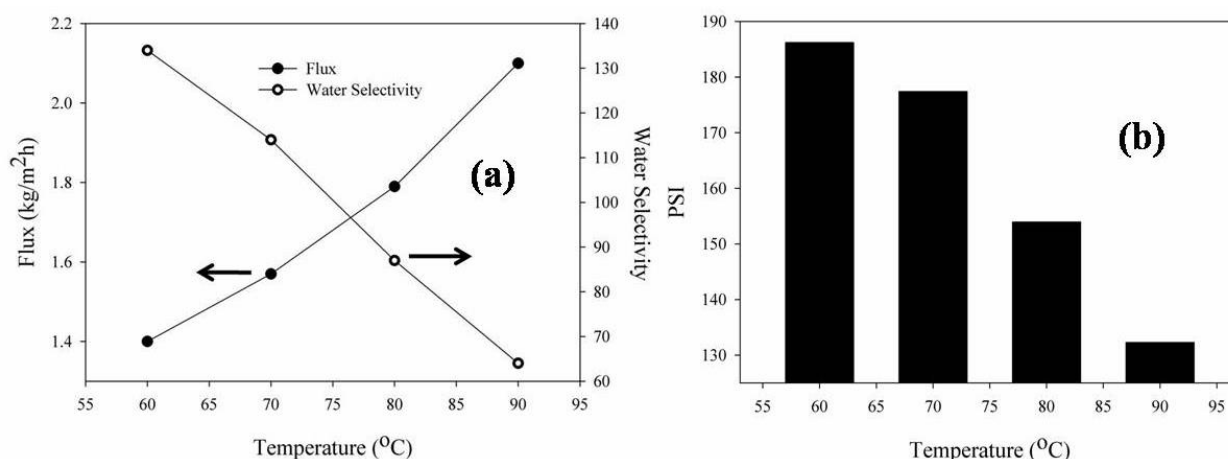 2.2
2.0
1.8
1.6
1.4
Flux (kg/m²h)
140
130
120
110
100
90
80
70
60
Water Selectivity
Flux
Water Selectivity
(a)
55 60 65 70 75 80 85 90 95
Temperature (⁰C)
190
180
170
160
150
140
130
PSI
(b)
55 60 65 70 75 80 85 90 95
Temperature (⁰C)